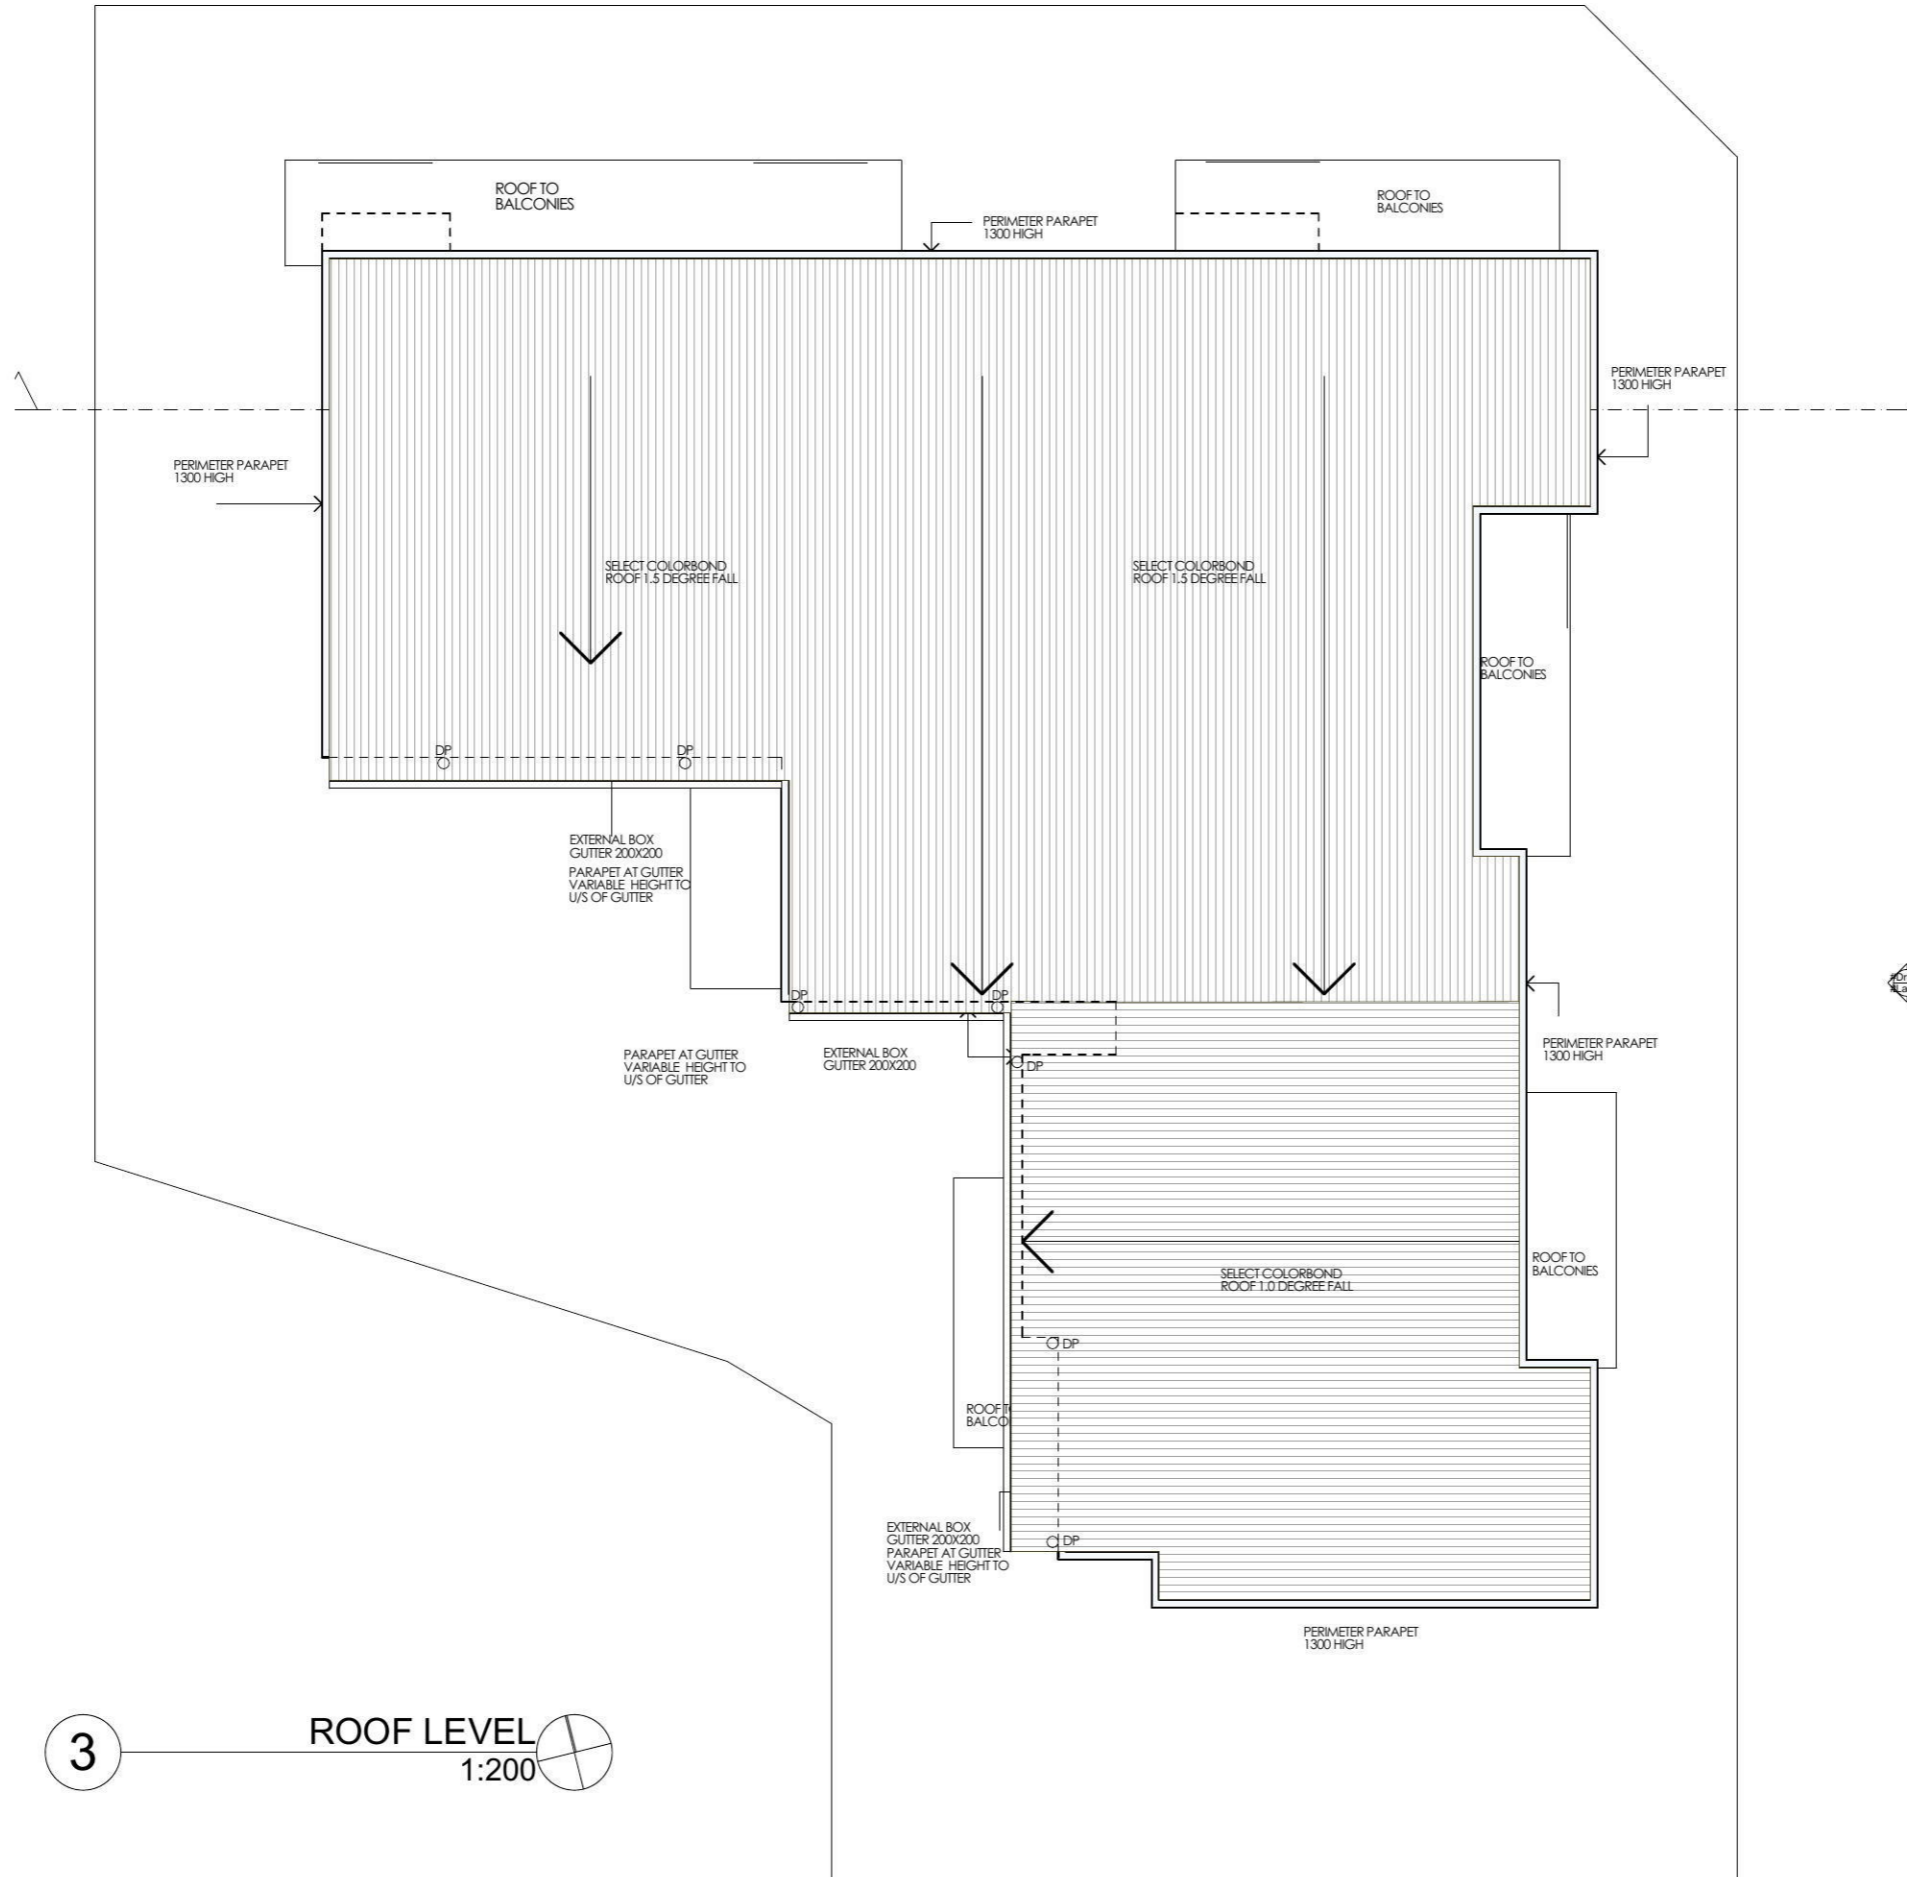 ROOF TO
BALCONIES
ROOF TO
BALCONIES
PERIMETER PARAPET
1300 HIGH
PERIMETER PARAPET
1300 HIGH
PERIMETER PARAPET
1300 HIGH
SELECT COLORBOND
ROOF 1.5 DEGREE FALL
SELECT COLORBOND
ROOF 1.5 DEGREE FALL
ROOF TO
BALCONIES
DP
DP
EXTERNAL BOX
GUTTER 200X200
PARAPET AT GUTTER
VARIABLE HEIGHT TO
U/S OF GUTTER
DP
DP
PARAPET AT GUTTER
VARIABLE HEIGHT TO
U/S OF GUTTER
EXTERNAL BOX
GUTTER 200X200
DP
PERIMETER PARAPET
1300 HIGH
ROOF TO
BALCONIES
SELECT COLORBOND
ROOF 1.0 DEGREE FALL
DP
ROOF T
BALCO
EXTERNAL BOX
GUTTER 200X200
PARAPET AT GUTTER
VARIABLE HEIGHT TO
U/S OF GUTTER
DP
PERIMETER PARAPET
1300 HIGH
3
ROOF LEVEL
1:200